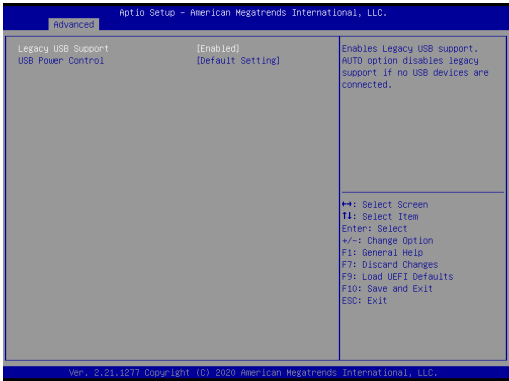 Aptio Setup – American Megatrends International, LLC.
Advanced
Legacy USB Support [Enabled]
USB Power Control [Default Setting]
Enables Legacy USB support.
AUTO option disables legacy
support if no USB devices are
connected.
↔: Select Screen
↑↓: Select Item
Enter: Select
+/-: Change Option
F1: General Help
F7: Discard Changes
F9: Load UEFI Defaults
F10: Save and Exit
ESC: Exit
Ver. 2.21.1277 Copyright (C) 2020 American Megatrends International, LLC.